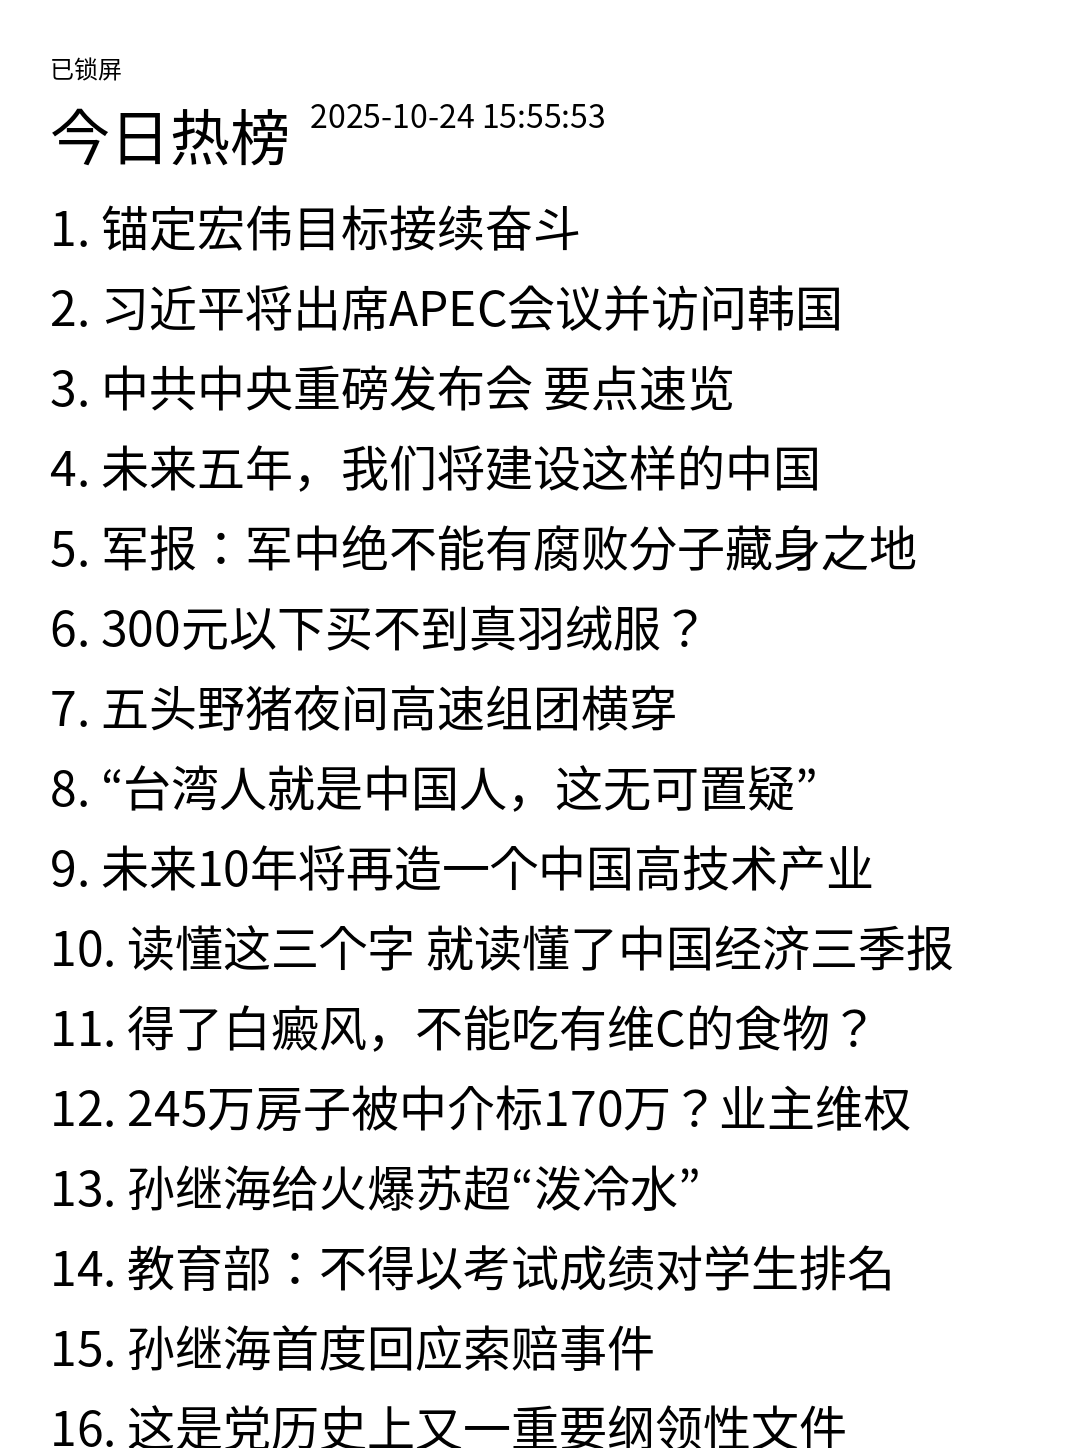 已锁屏
今日热榜 2025-10-24 15:55:53
1. 锚定宏伟目标接续奋斗
2. 习近平将出席APEC会议并访问韩国
3. 中共中央重磅发布会 要点速览
4. 未来五年，我们将建设这样的中国
5. 军报：军中绝不能有腐败分子藏身之地
6. 300元以下买不到真羽绒服？
7. 五头野猪夜间高速组团横穿
8. “台湾人就是中国人，这无可置疑”
9. 未来10年将再造一个中国高技术产业
10. 读懂这三个字 就读懂了中国经济三季报
11. 得了白癜风，不能吃有维C的食物？
12. 245万房子被中介标170万？业主维权
13. 孙继海给火爆苏超“泼冷水”
14. 教育部：不得以考试成绩对学生排名
15. 孙继海首度回应索赔事件
16. 这是党历史上又一重要纲领性文件